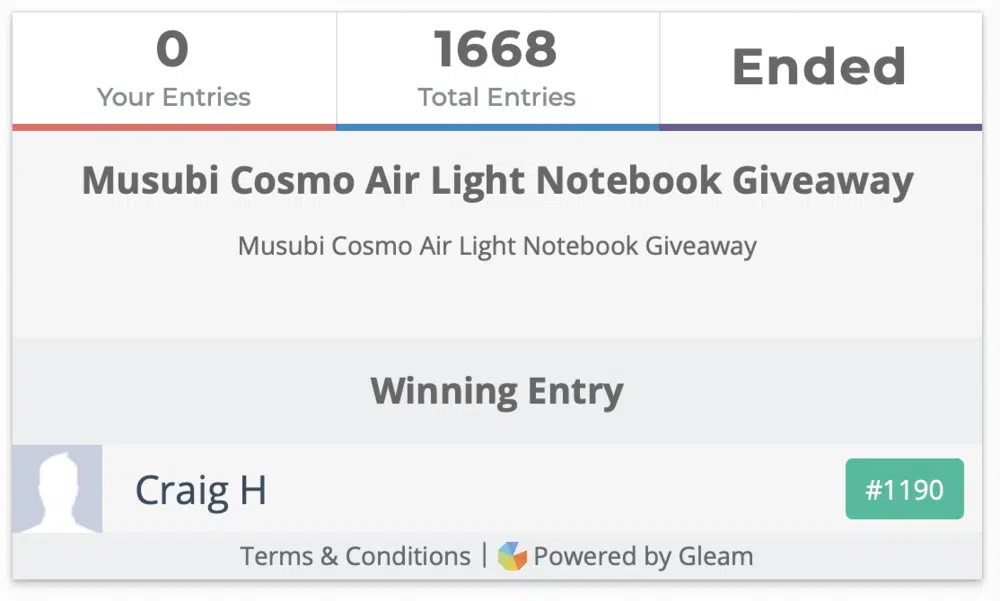 0
Your Entries
1668
Total Entries
Ended
Musubi Cosmo Air Light Notebook Giveaway
Musubi Cosmo Air Light Notebook Giveaway
Winning Entry
Craig H
#1190
Terms & Conditions | Powered by Gleam